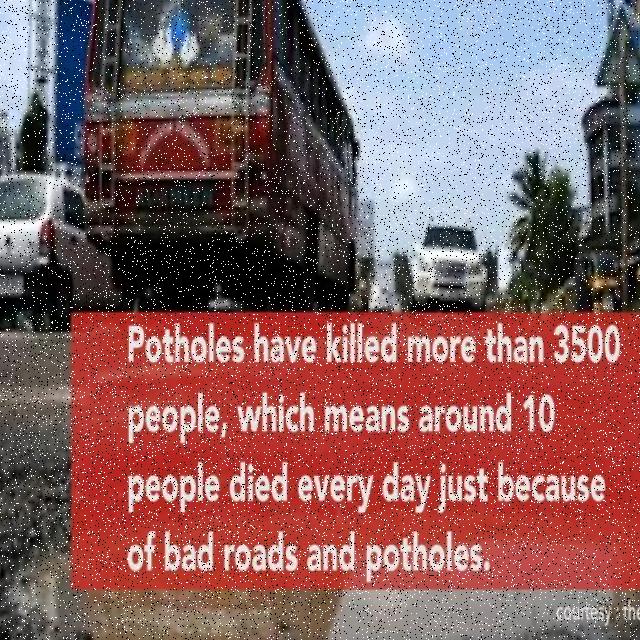 Potholes have killed more than 3500
people, which means around 10
people died every day just because
of bad roads and potholes.
courtesy : the